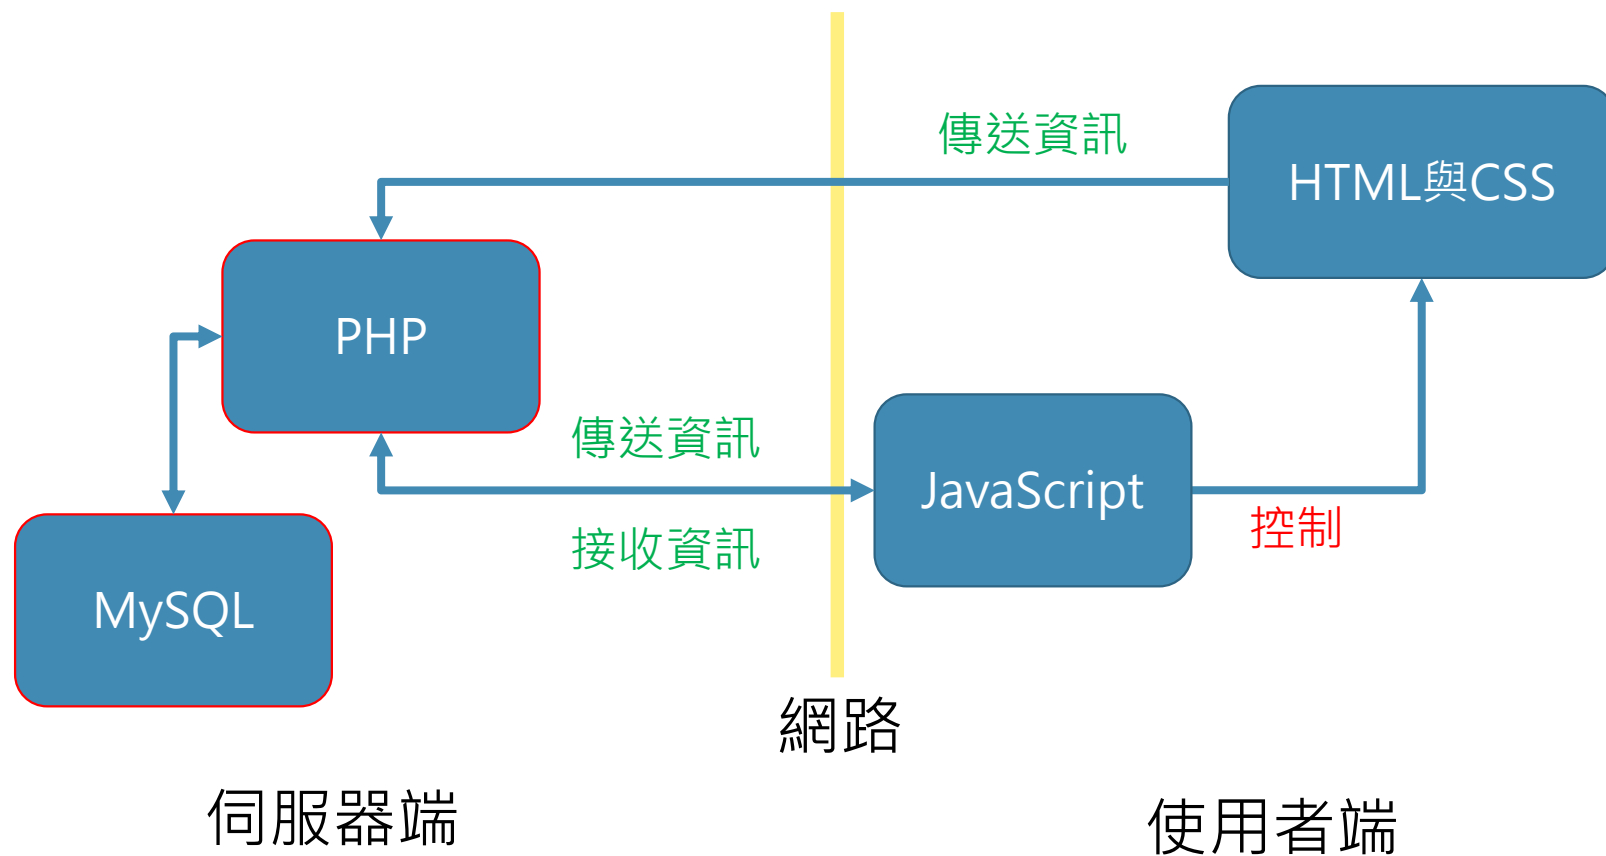 傳送資訊
HTML與CSS
PHP
傳送資訊
JavaScript
接收資訊
控制
MySQL
網路
伺服器端
使用者端